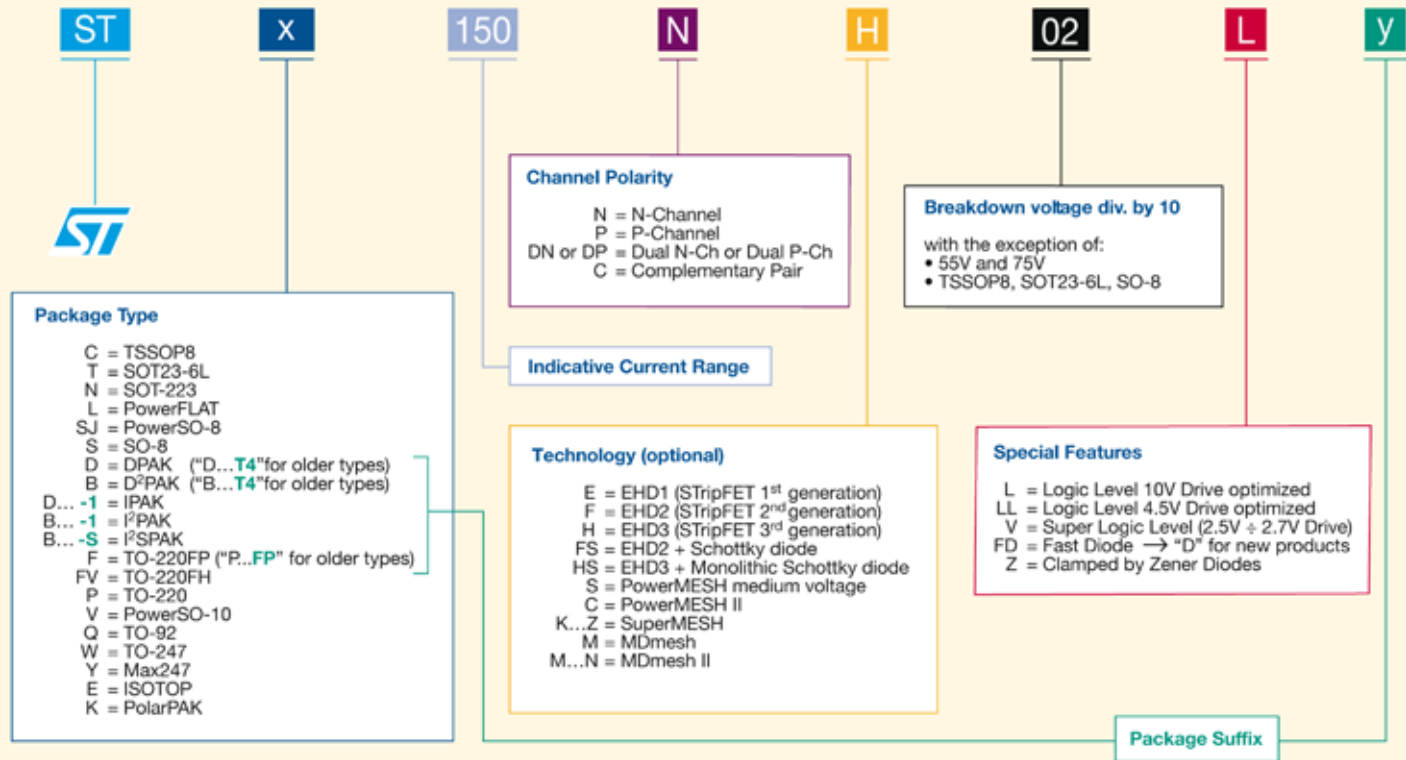 ST x 150 N H 02 L y
ST
Channel Polarity
N = N-Channel
P = P-Channel
DN or DP = Dual N-Ch or Dual P-Ch
C = Complementary Pair
Breakdown voltage div. by 10
with the exception of:
• 55V and 75V
• TSSOP8, SOT23-6L, SO-8
Package Type
C = TSSOP8
T = SOT23-6L
N = SOT-223
L = PowerFLAT
SJ = PowerSO-8
S = SO-8
D = DPAK ("D...T4"for older types)
B = D²PAK ("B...T4"for older types)
D... -1 = IPAK
B... -1 = I²PAK
B... -S = I²SPAK
F = TO-220FP ("P...FP" for older types)
FV = TO-220FH
P = TO-220
V = PowerSO-10
Q = TO-92
W = TO-247
Y = Max247
E = ISOTOP
K = PolarPAK
Indicative Current Range
Technology (optional)
E = EHD1 (STripFET 1st generation)
F = EHD2 (STripFET 2nd generation)
H = EHD3 (STripFET 3rd generation)
FS = EHD2 + Schottky diode
HS = EHD3 + Monolithic Schottky diode
S = PowerMESH medium voltage
C = PowerMESH II
K...Z = SuperMESH
M = MDmesh
M...N = MDmesh II
Special Features
L = Logic Level 10V Drive optimized
LL = Logic Level 4.5V Drive optimized
V = Super Logic Level (2.5V ÷ 2.7V Drive)
FD = Fast Diode → "D" for new products
Z = Clamped by Zener Diodes
Package Suffix